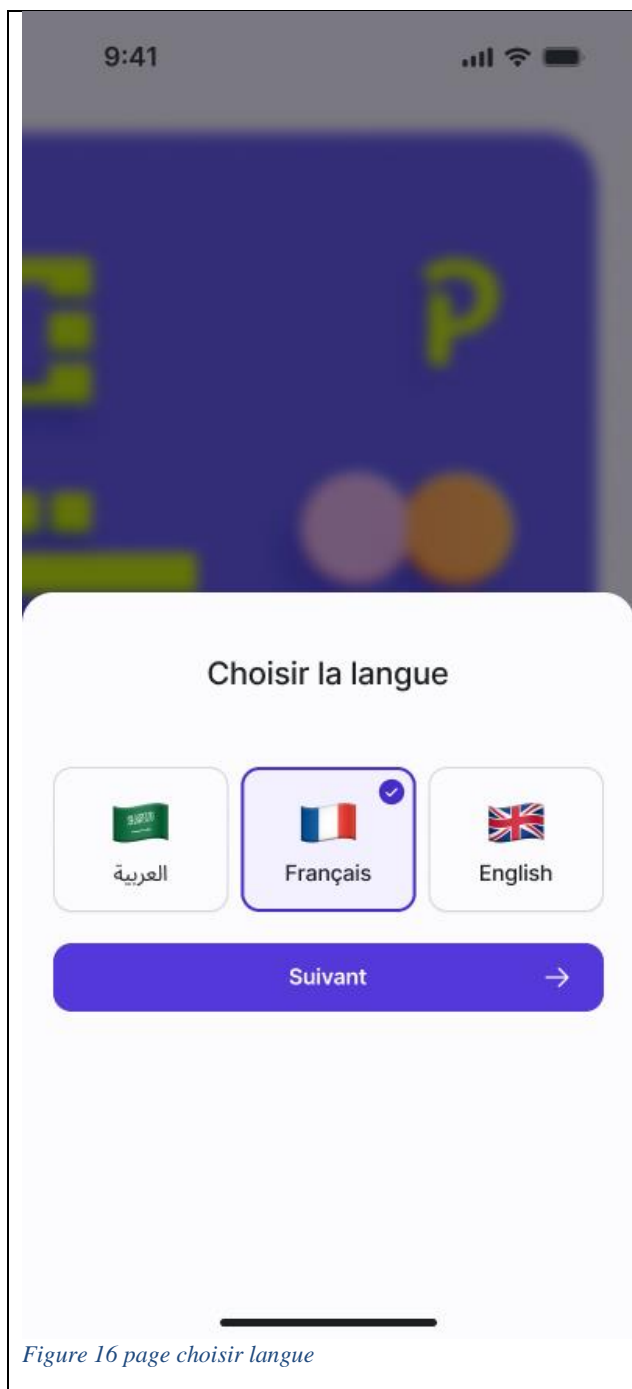 9:41
P
Choisir la langue
العربية
Français
English
Suivant
Figure 16 page choisir langue